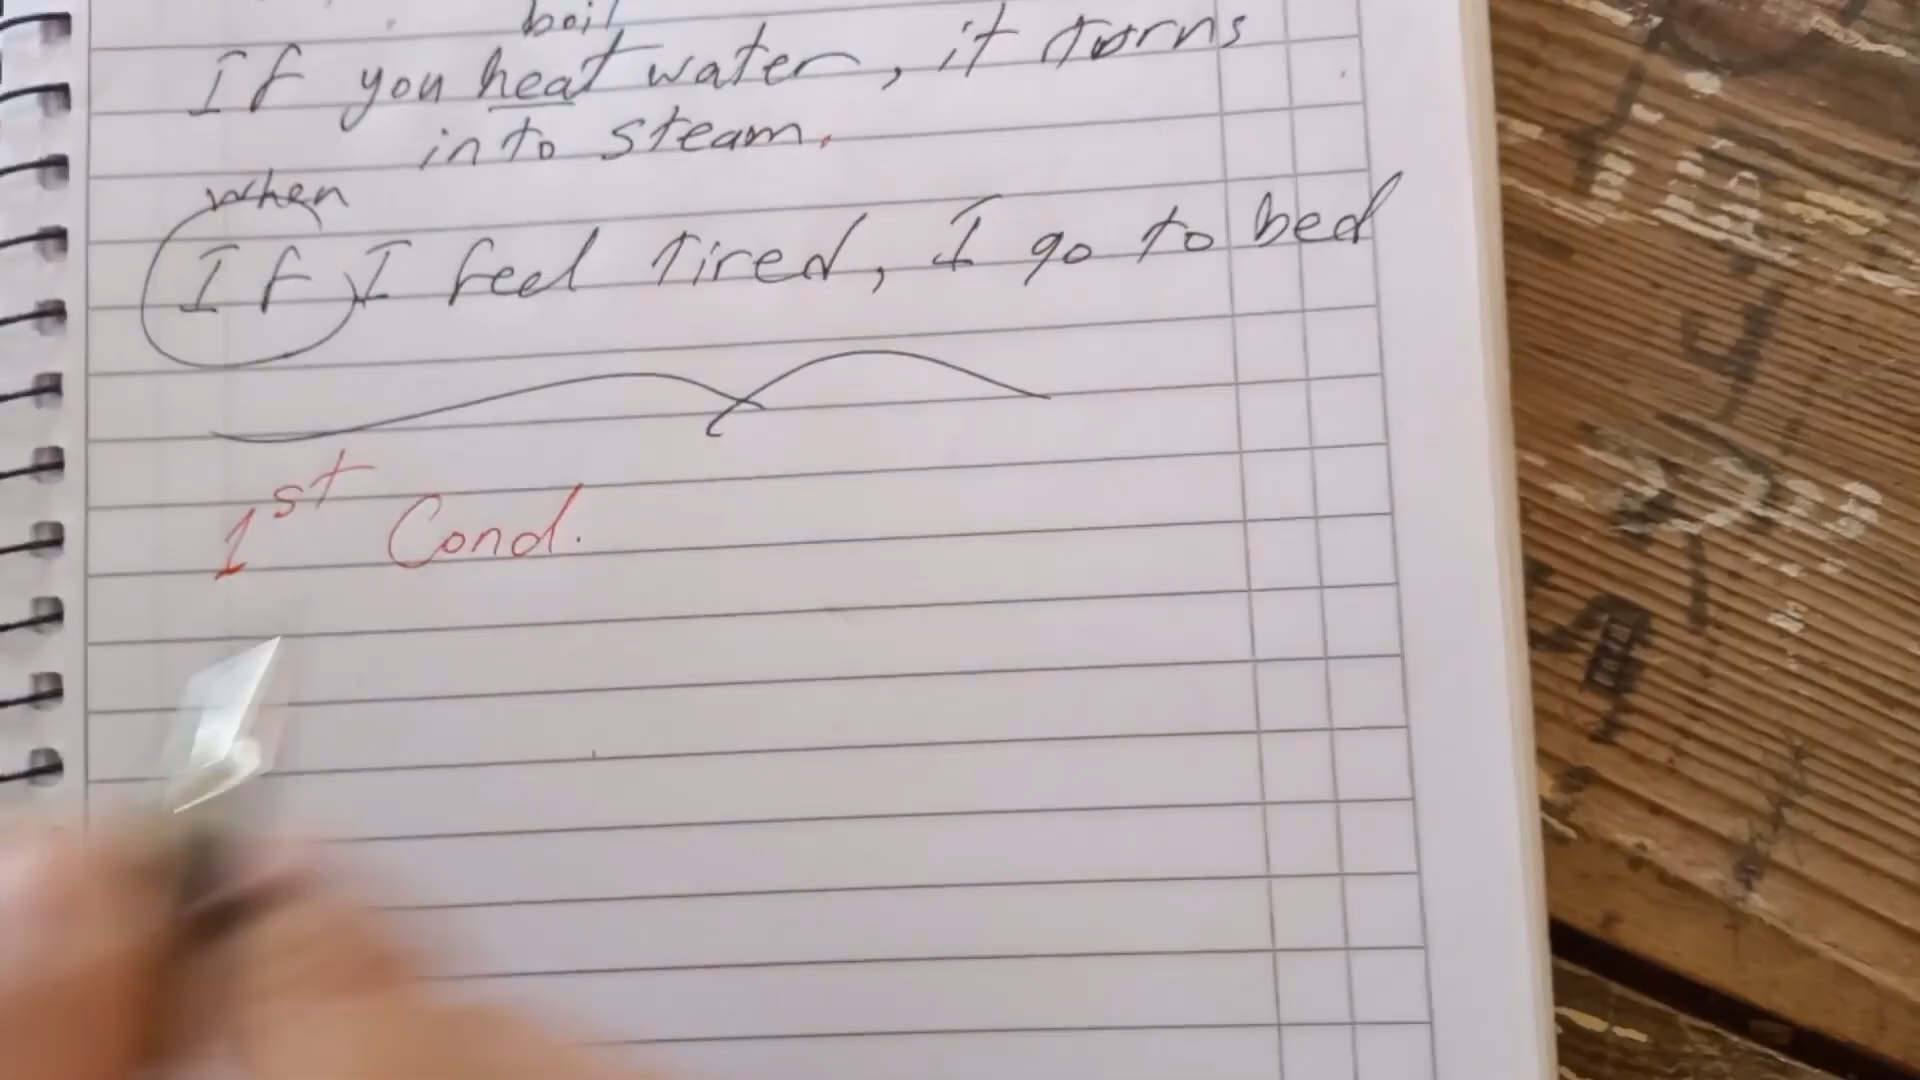 boil
If you heat water, it turns
into steam.
when
If I feel tired, I go to bed
1st Cond.